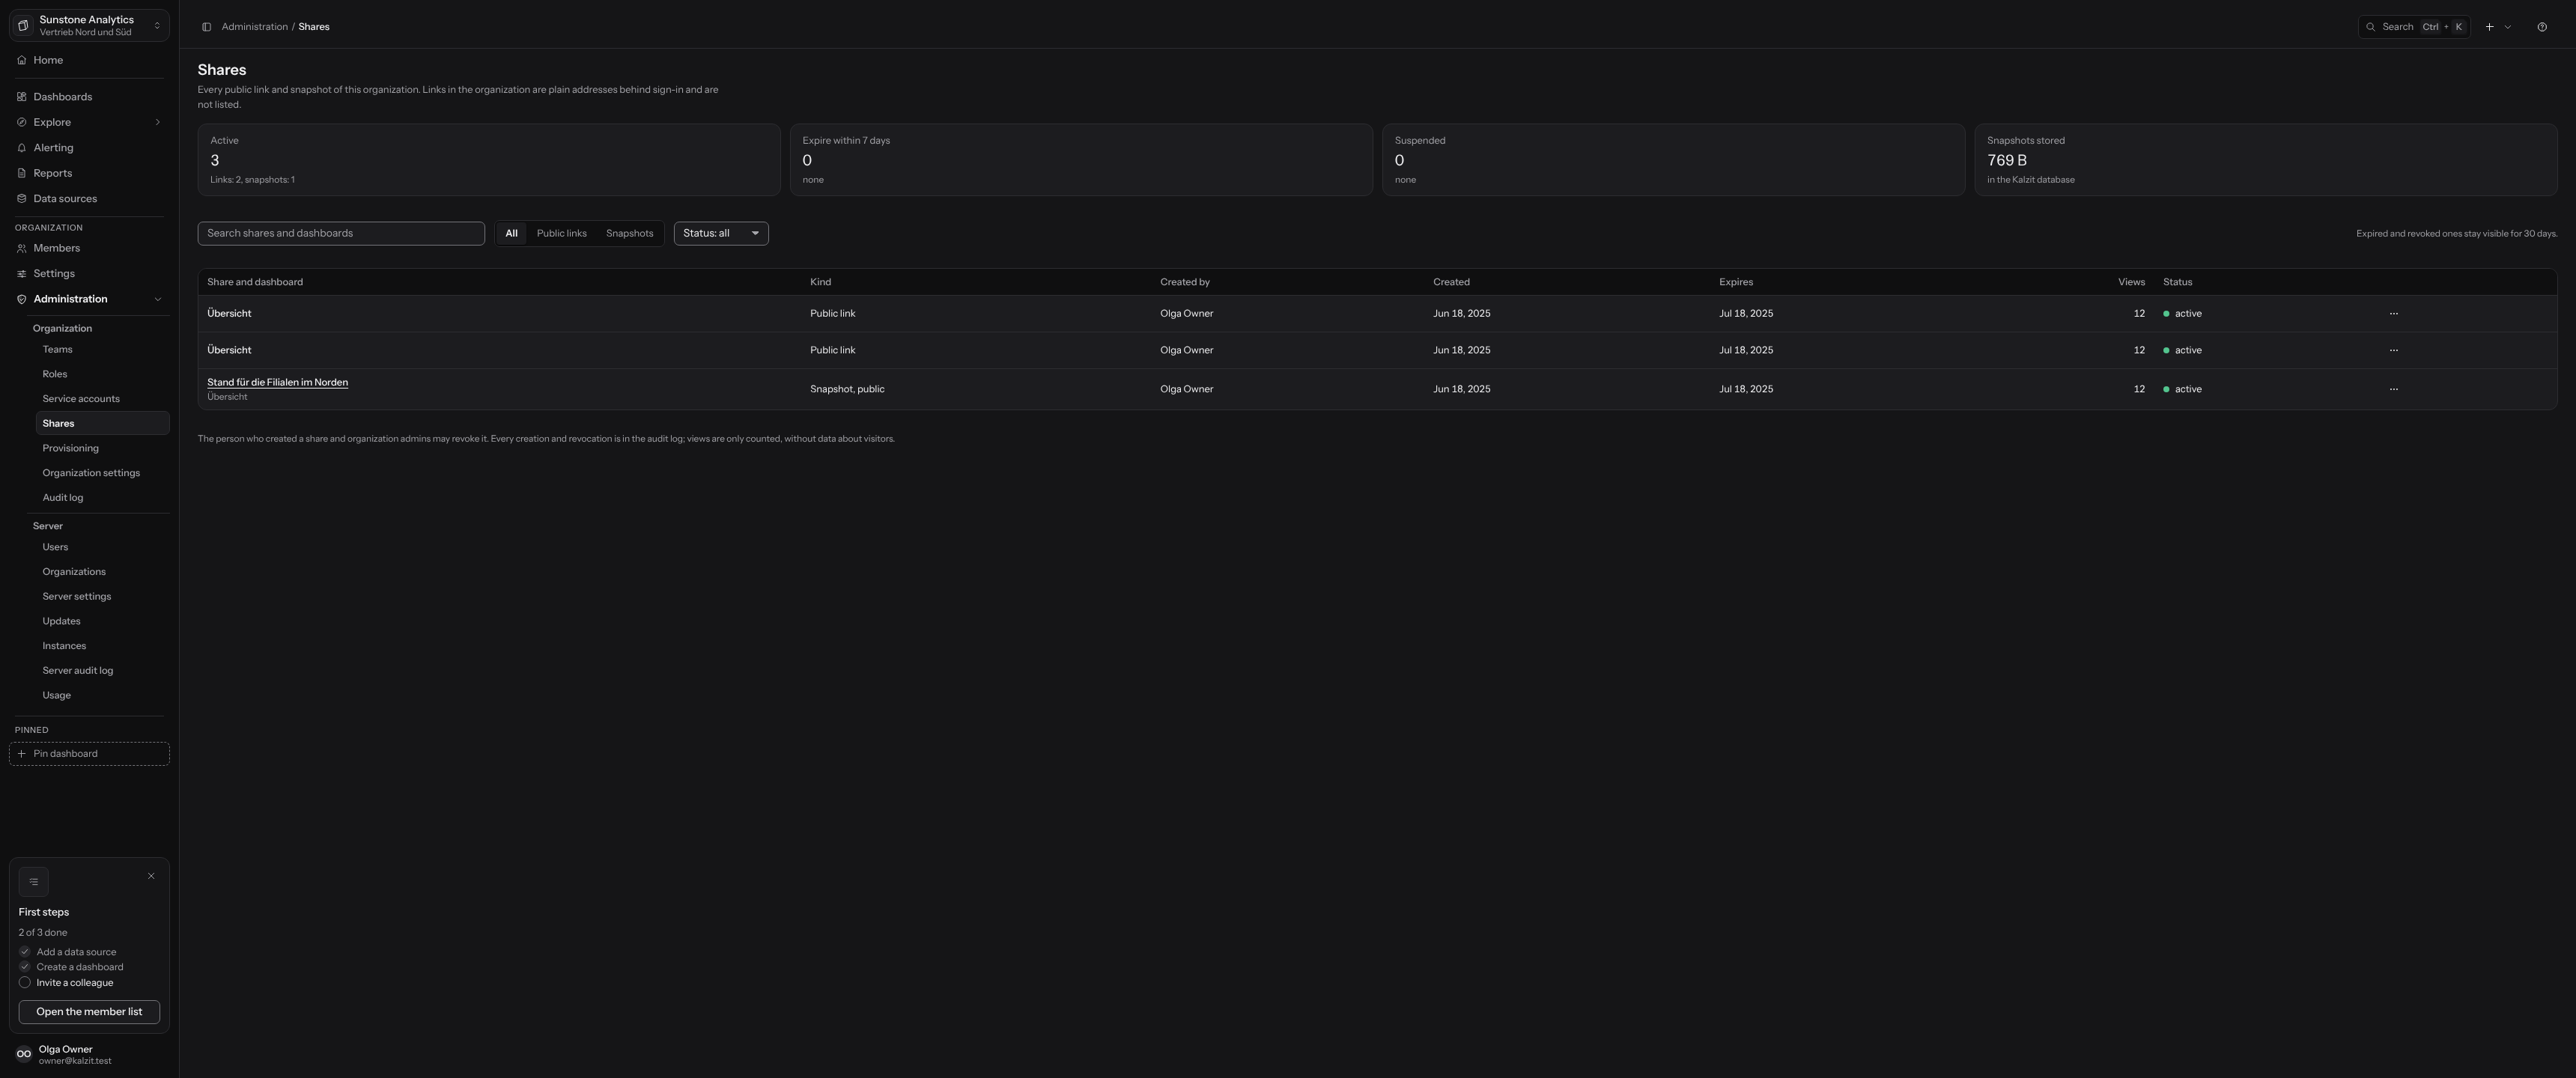 Sunstone Analytics
Vertrieb Nord und Süd
Home
Dashboards
Explore
Alerting
Reports
Data sources
ORGANIZATION
Members
Settings
Administration
Organization
Teams
Roles
Service accounts
Shares
Provisioning
Organization settings
Audit log
Server
Users
Organizations
Server settings
Updates
Instances
Server audit log
Usage
PINNED
Pin dashboard
First steps
2 of 3 done
Add a data source
Create a dashboard
Invite a colleague
Open the member list
OO
Olga Owner
owner@kalzit.test
Administration / Shares
Search Ctrl + K
Shares
Every public link and snapshot of this organization. Links in the organization are plain addresses behind sign-in and are
not listed.
Active
3
Links: 2, snapshots: 1
Expire within 7 days
0
none
Suspended
0
none
Snapshots stored
769 B
in the Kalzit database
Search shares and dashboards
All Public links Snapshots
Status: all
Expired and revoked ones stay visible for 30 days.
Share and dashboard Kind Created by Created Expires Views Status
Übersicht Public link Olga Owner Jun 18, 2025 Jul 18, 2025 12 active
Übersicht Public link Olga Owner Jun 18, 2025 Jul 18, 2025 12 active
Stand für die Filialen im Norden
Übersicht
Snapshot, public Olga Owner Jun 18, 2025 Jul 18, 2025 12 active
The person who created a share and organization admins may revoke it. Every creation and revocation is in the audit log; views are only counted, without data about visitors.